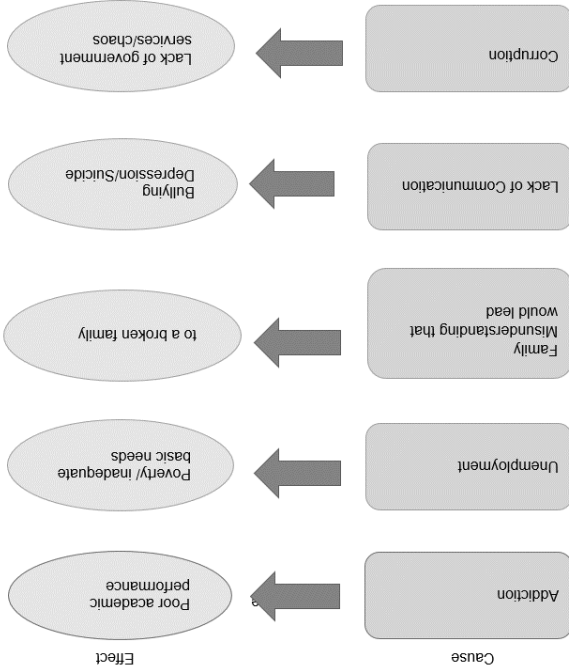 Cause
Effect
Addiction
Poor academic
performance
Unemployment
Poverty/ inadequate
basic needs
Family
Misunderstanding that
would lead
to a broken family
Lack of Communication
Bullying
Depression/Suicide
Corruption
Lack of government
services/chaos